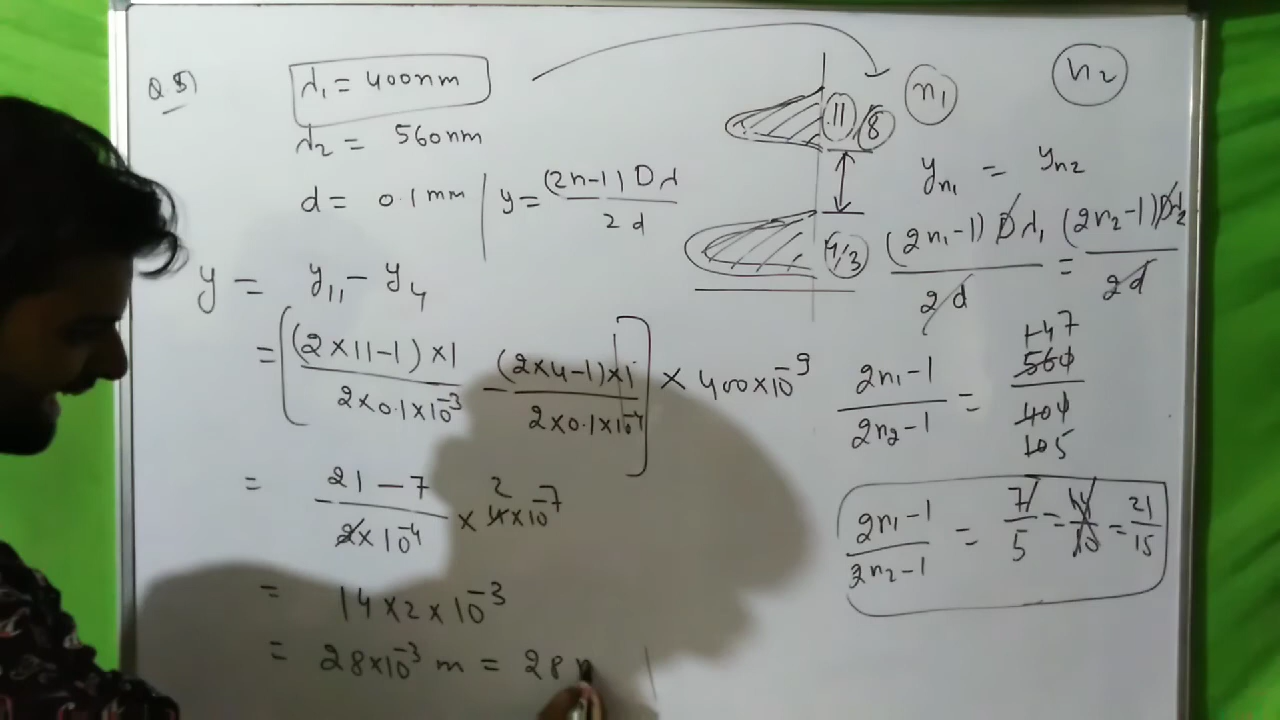 Q 5)
λ₁ = 400nm
λ₂ = 560nm
d = 0.1mm
y = (2n-1) Dλ / 2d
y = y₁₁ - y₄
= [ (2×11-1)×1 / 2×0.1×10⁻³ - (2×4-1)×1 / 2×0.1×10⁻⁴ ] × 400×10⁻⁹
= 21-7 / 2×10⁻⁴ × 4×10⁻⁷ 2
= 14×2×10⁻³
= 28×10⁻³ m = 28
11 8
4/3
n₁ n₂
yₙ₁ = yₙ₂
(2n₁-1) Dλ₁ / 2d = (2n₂-1) Dλ₂ / 2d
2n₁-1 / 2n₂-1 = 560 / 400
2n₁-1 / 2n₂-1 = 7/5 = 14/10 = 21/15